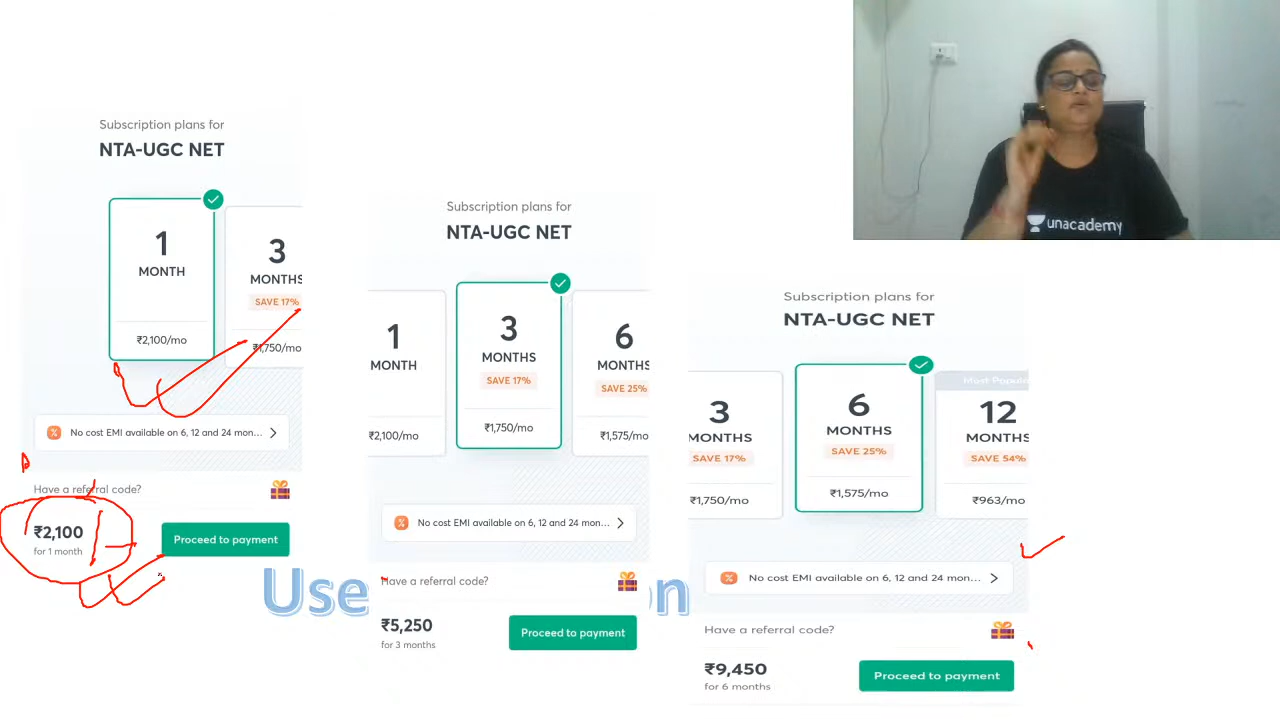 Subscription plans for
NTA-UGC NET
1
MONTH
₹2,100/mo
3
MONTHS
SAVE 17%
₹1,750/mo
No cost EMI available on 6, 12 and 24 mon...
Have a referral code?
₹2,100
for 1 month
Proceed to payment
Subscription plans for
NTA-UGC NET
1
MONTH
₹2,100/mo
3
MONTHS
SAVE 17%
₹1,750/mo
6
MONTHS
SAVE 25%
₹1,575/mo
No cost EMI available on 6, 12 and 24 mon...
Have a referral code?
₹5,250
for 3 months
Proceed to payment
Subscription plans for
NTA-UGC NET
3
MONTHS
SAVE 17%
₹1,750/mo
6
MONTHS
SAVE 25%
₹1,575/mo
Most Popula
12
MONTHS
SAVE 54%
₹963/mo
No cost EMI available on 6, 12 and 24 mon...
Have a referral code?
₹9,450
for 6 months
Proceed to payment
Use
unacademy